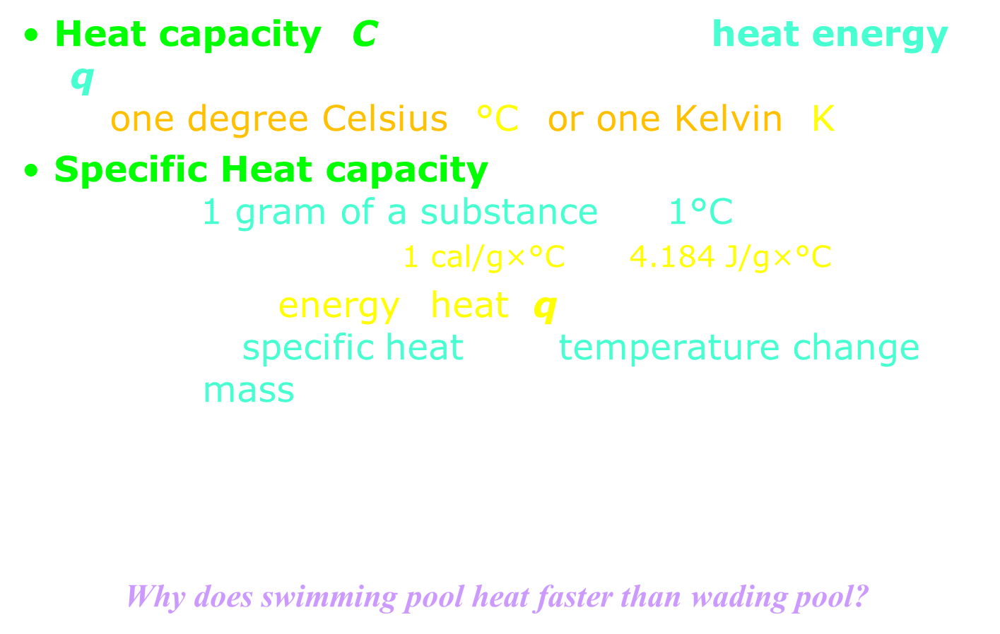 • Heat capacity C heat energy
q
one degree Celsius °C or one Kelvin K
• Specific Heat capacity
1 gram of a substance 1°C
1 cal/g×°C 4.184 J/g×°C
energy heat q
specific heat temperature change
mass
Why does swimming pool heat faster than wading pool?